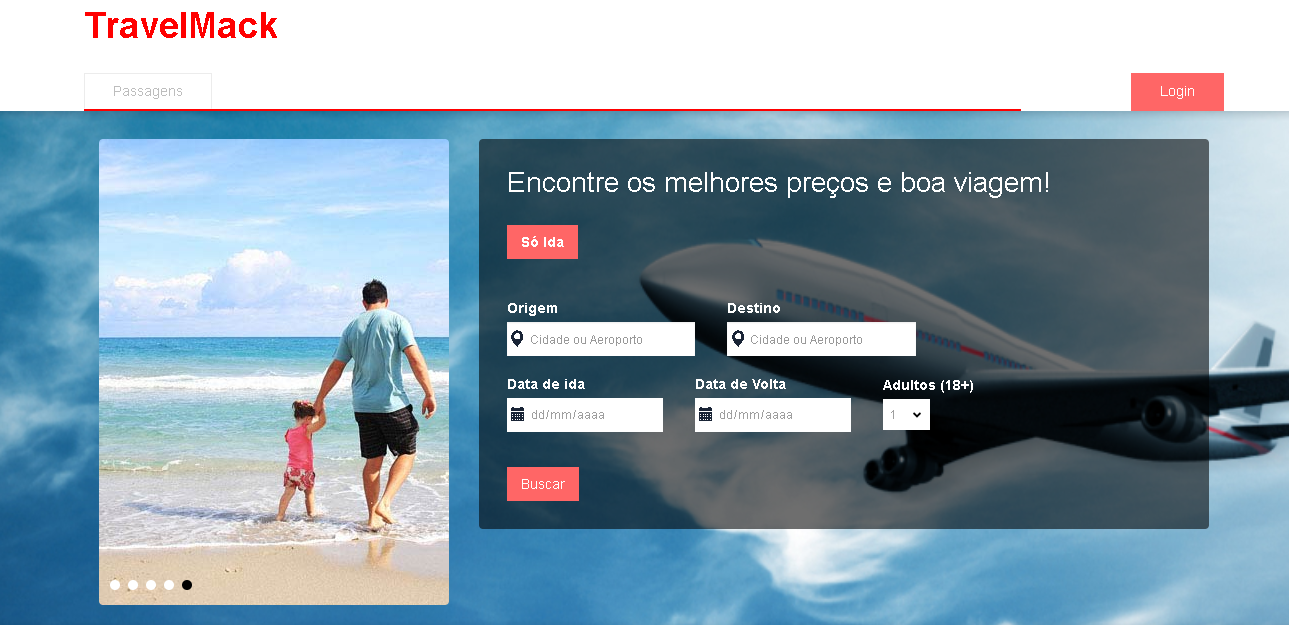 TravelMack
Passagens
Login
Encontre os melhores preços e boa viagem!
Só Ida
Origem
Destino
Cidade ou Aeroporto
Cidade ou Aeroporto
Data de ida
Data de Volta
Adultos (18+)
dd/mm/aaaa
dd/mm/aaaa
1
Buscar